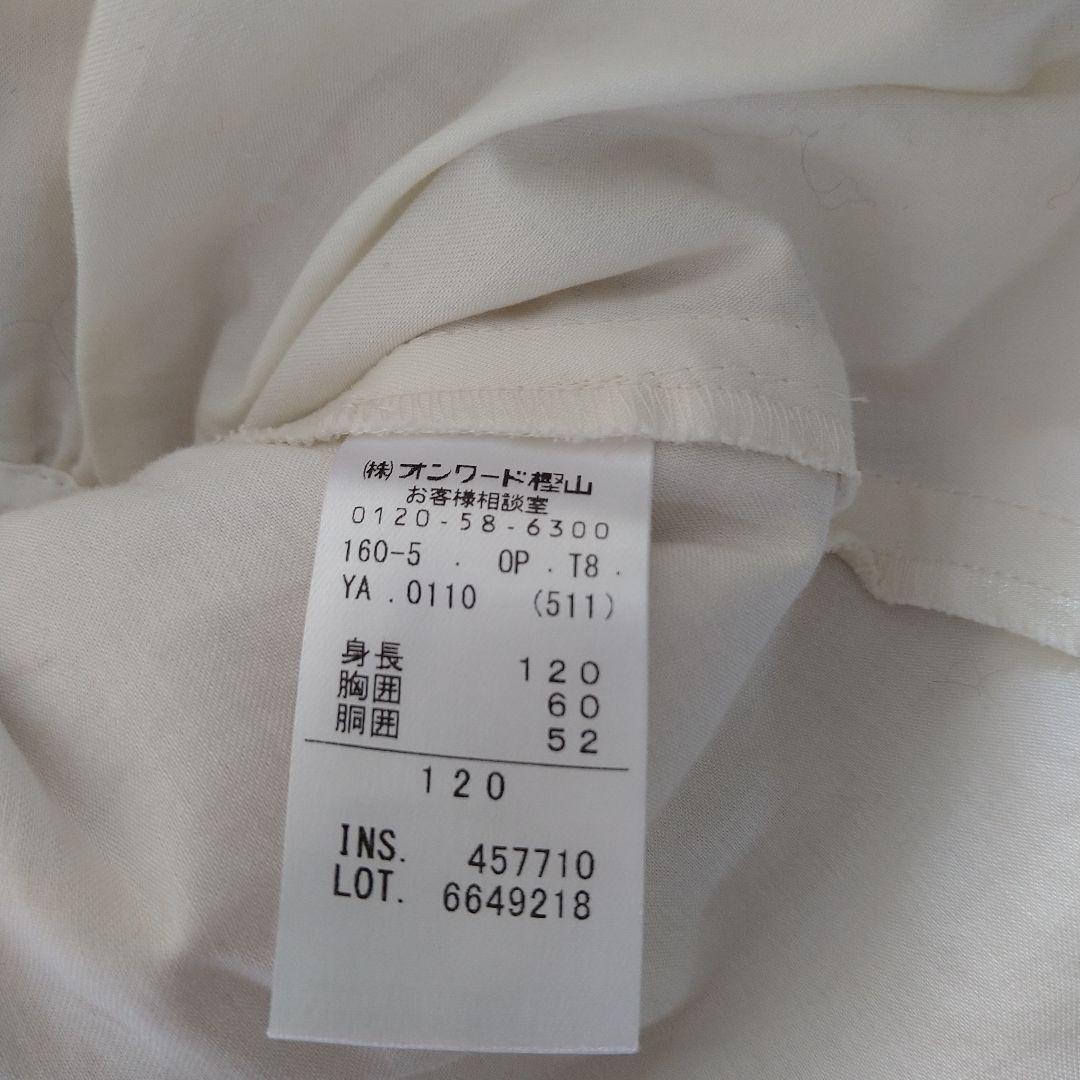 ㈱オンワード樫山
お客様相談室
0120-58-6300
160-5 . OP . T8 .
YA .0110 (511)
身長 120
胸囲 60
胴囲 52
120
INS. 457710
LOT. 6649218